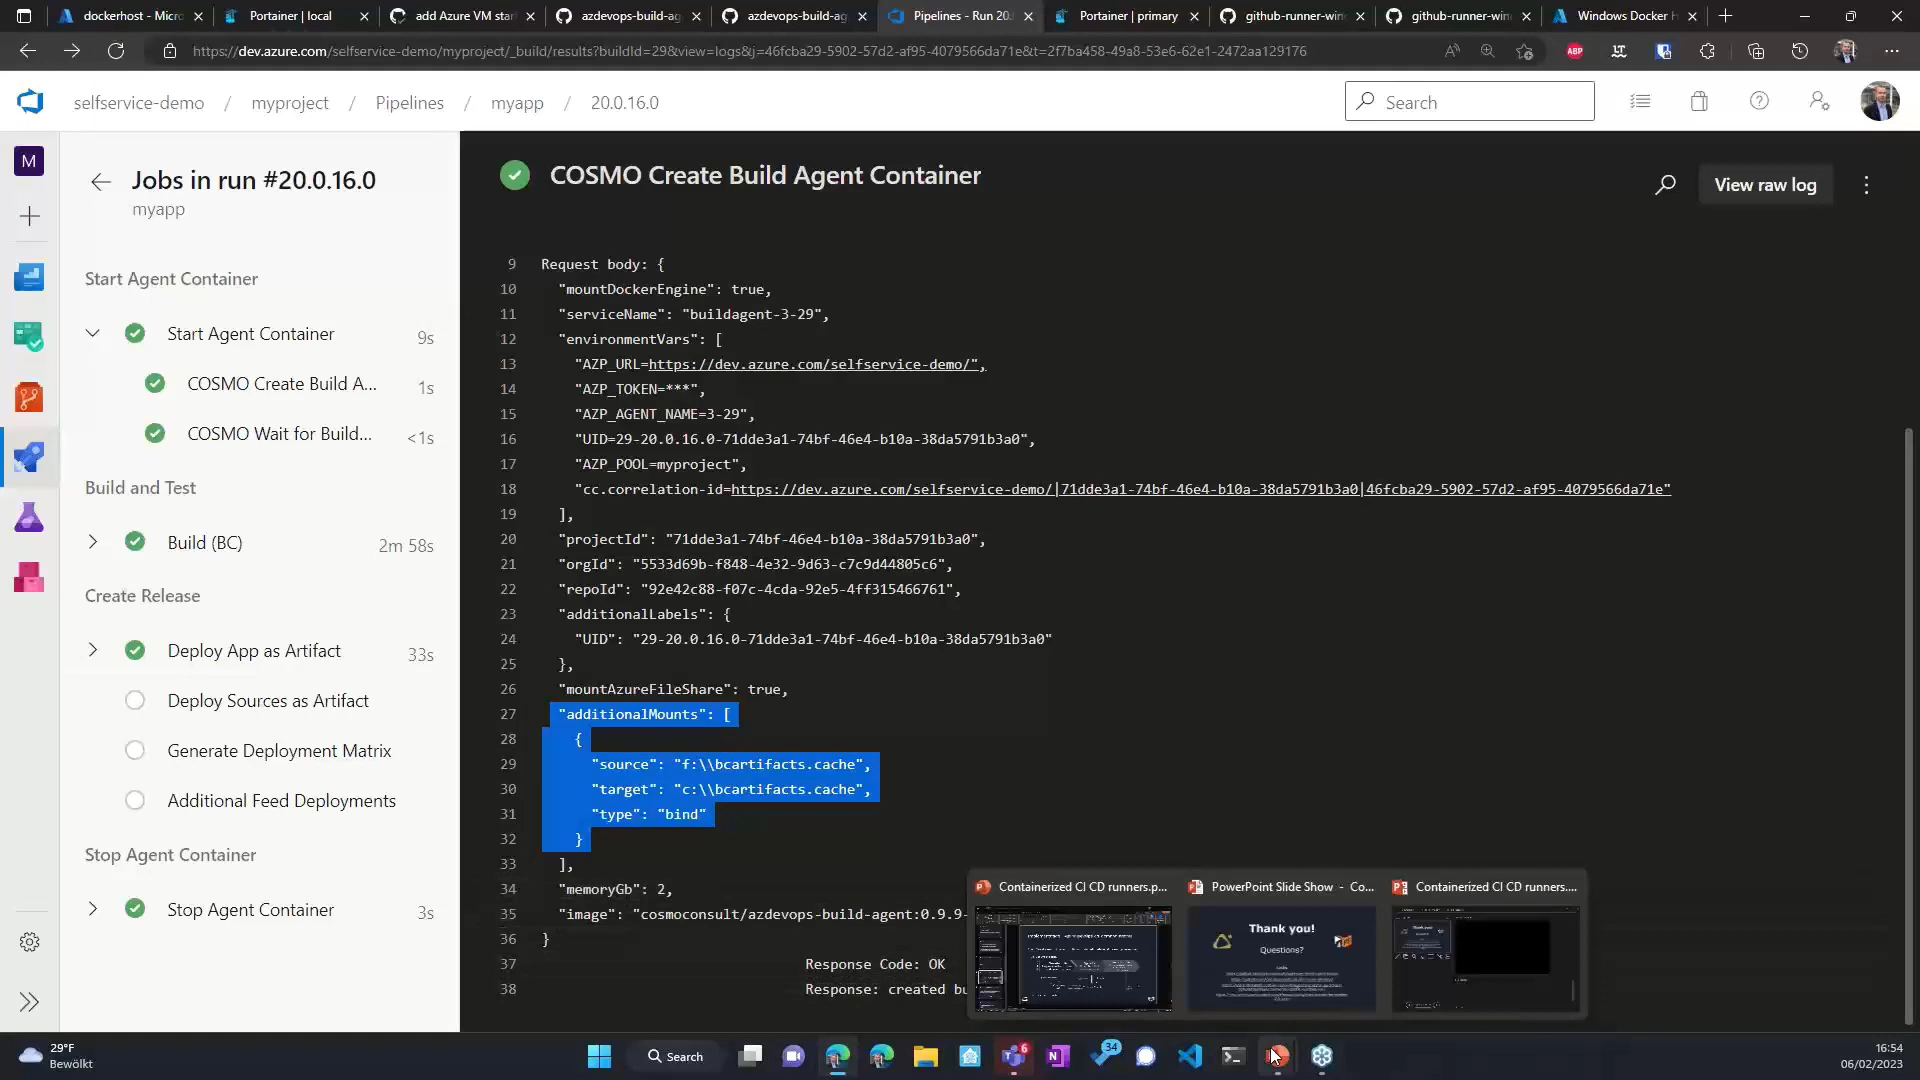 dockerhost - Micro
Portainer | local
add Azure VM star
azdevops-build-ag
azdevops-build-ag
Pipelines - Run 20.
Portainer | primary
github-runner-win
github-runner-win
Windows Docker H
https://dev.azure.com/selfservice-demo/myproject/_build/results?buildId=29&view=logs&j=46fcba29-5902-57d2-af95-4079566da71e&t=2f7ba458-49a8-53e6-62e1-2472aa129176
ABP
selfservice-demo / myproject / Pipelines / myapp / 20.0.16.0
Search
M
Jobs in run #20.0.16.0
myapp
Start Agent Container
Start Agent Container 9s
COSMO Create Build A... 1s
COSMO Wait for Build... <1s
Build and Test
Build (BC) 2m 58s
Create Release
Deploy App as Artifact 33s
Deploy Sources as Artifact
Generate Deployment Matrix
Additional Feed Deployments
Stop Agent Container
Stop Agent Container 3s
COSMO Create Build Agent Container
View raw log
9 Request body: {
10 "mountDockerEngine": true,
11 "serviceName": "buildagent-3-29",
12 "environmentVars": [
13 "AZP_URL=https://dev.azure.com/selfservice-demo/",
14 "AZP_TOKEN=***",
15 "AZP_AGENT_NAME=3-29",
16 "UID=29-20.0.16.0-71dde3a1-74bf-46e4-b10a-38da5791b3a0",
17 "AZP_POOL=myproject",
18 "cc.correlation-id=https://dev.azure.com/selfservice-demo/|71dde3a1-74bf-46e4-b10a-38da5791b3a0|46fcba29-5902-57d2-af95-4079566da71e"
19 ],
20 "projectId": "71dde3a1-74bf-46e4-b10a-38da5791b3a0",
21 "orgId": "5533d69b-f848-4e32-9d63-c7c9d44805c6",
22 "repoId": "92e42c88-f07c-4cda-92e5-4ff315466761",
23 "additionalLabels": {
24 "UID": "29-20.0.16.0-71dde3a1-74bf-46e4-b10a-38da5791b3a0"
25 },
26 "mountAzureFileShare": true,
27 "additionalMounts": [
28 {
29 "source": "f:\\bcartifacts.cache",
30 "target": "c:\\bcartifacts.cache",
31 "type": "bind"
32 }
33 ],
34 "memoryGb": 2,
35 "image": "cosmoconsult/azdevops-build-agent:0.9.9-
36 }
37 Response Code: OK
38 Response: created bu
Containerized CI CD runners.p...
PowerPoint Slide Show - Co...
Containerized CI CD runners....
Thank you!
Questions?
29°F
Bewölkt
Search
6
34
16:54
06/02/2023